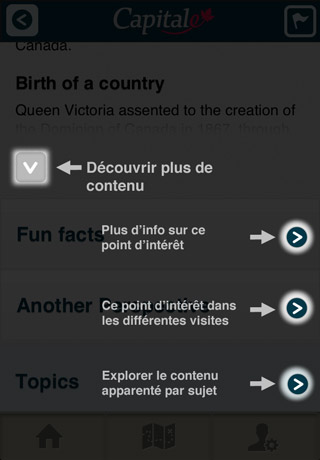 Capitale
Canada.
Birth of a country
Queen Victoria assented to the creation of
the Dominion of Canada in 1867, through
Découvrir plus de
contenu
Fun facts
Plus d'info sur ce
point d'intérêt
Another Perspective
Ce point d'intérêt dans
les différentes visites
Topics
Explorer le contenu
apparenté par sujet